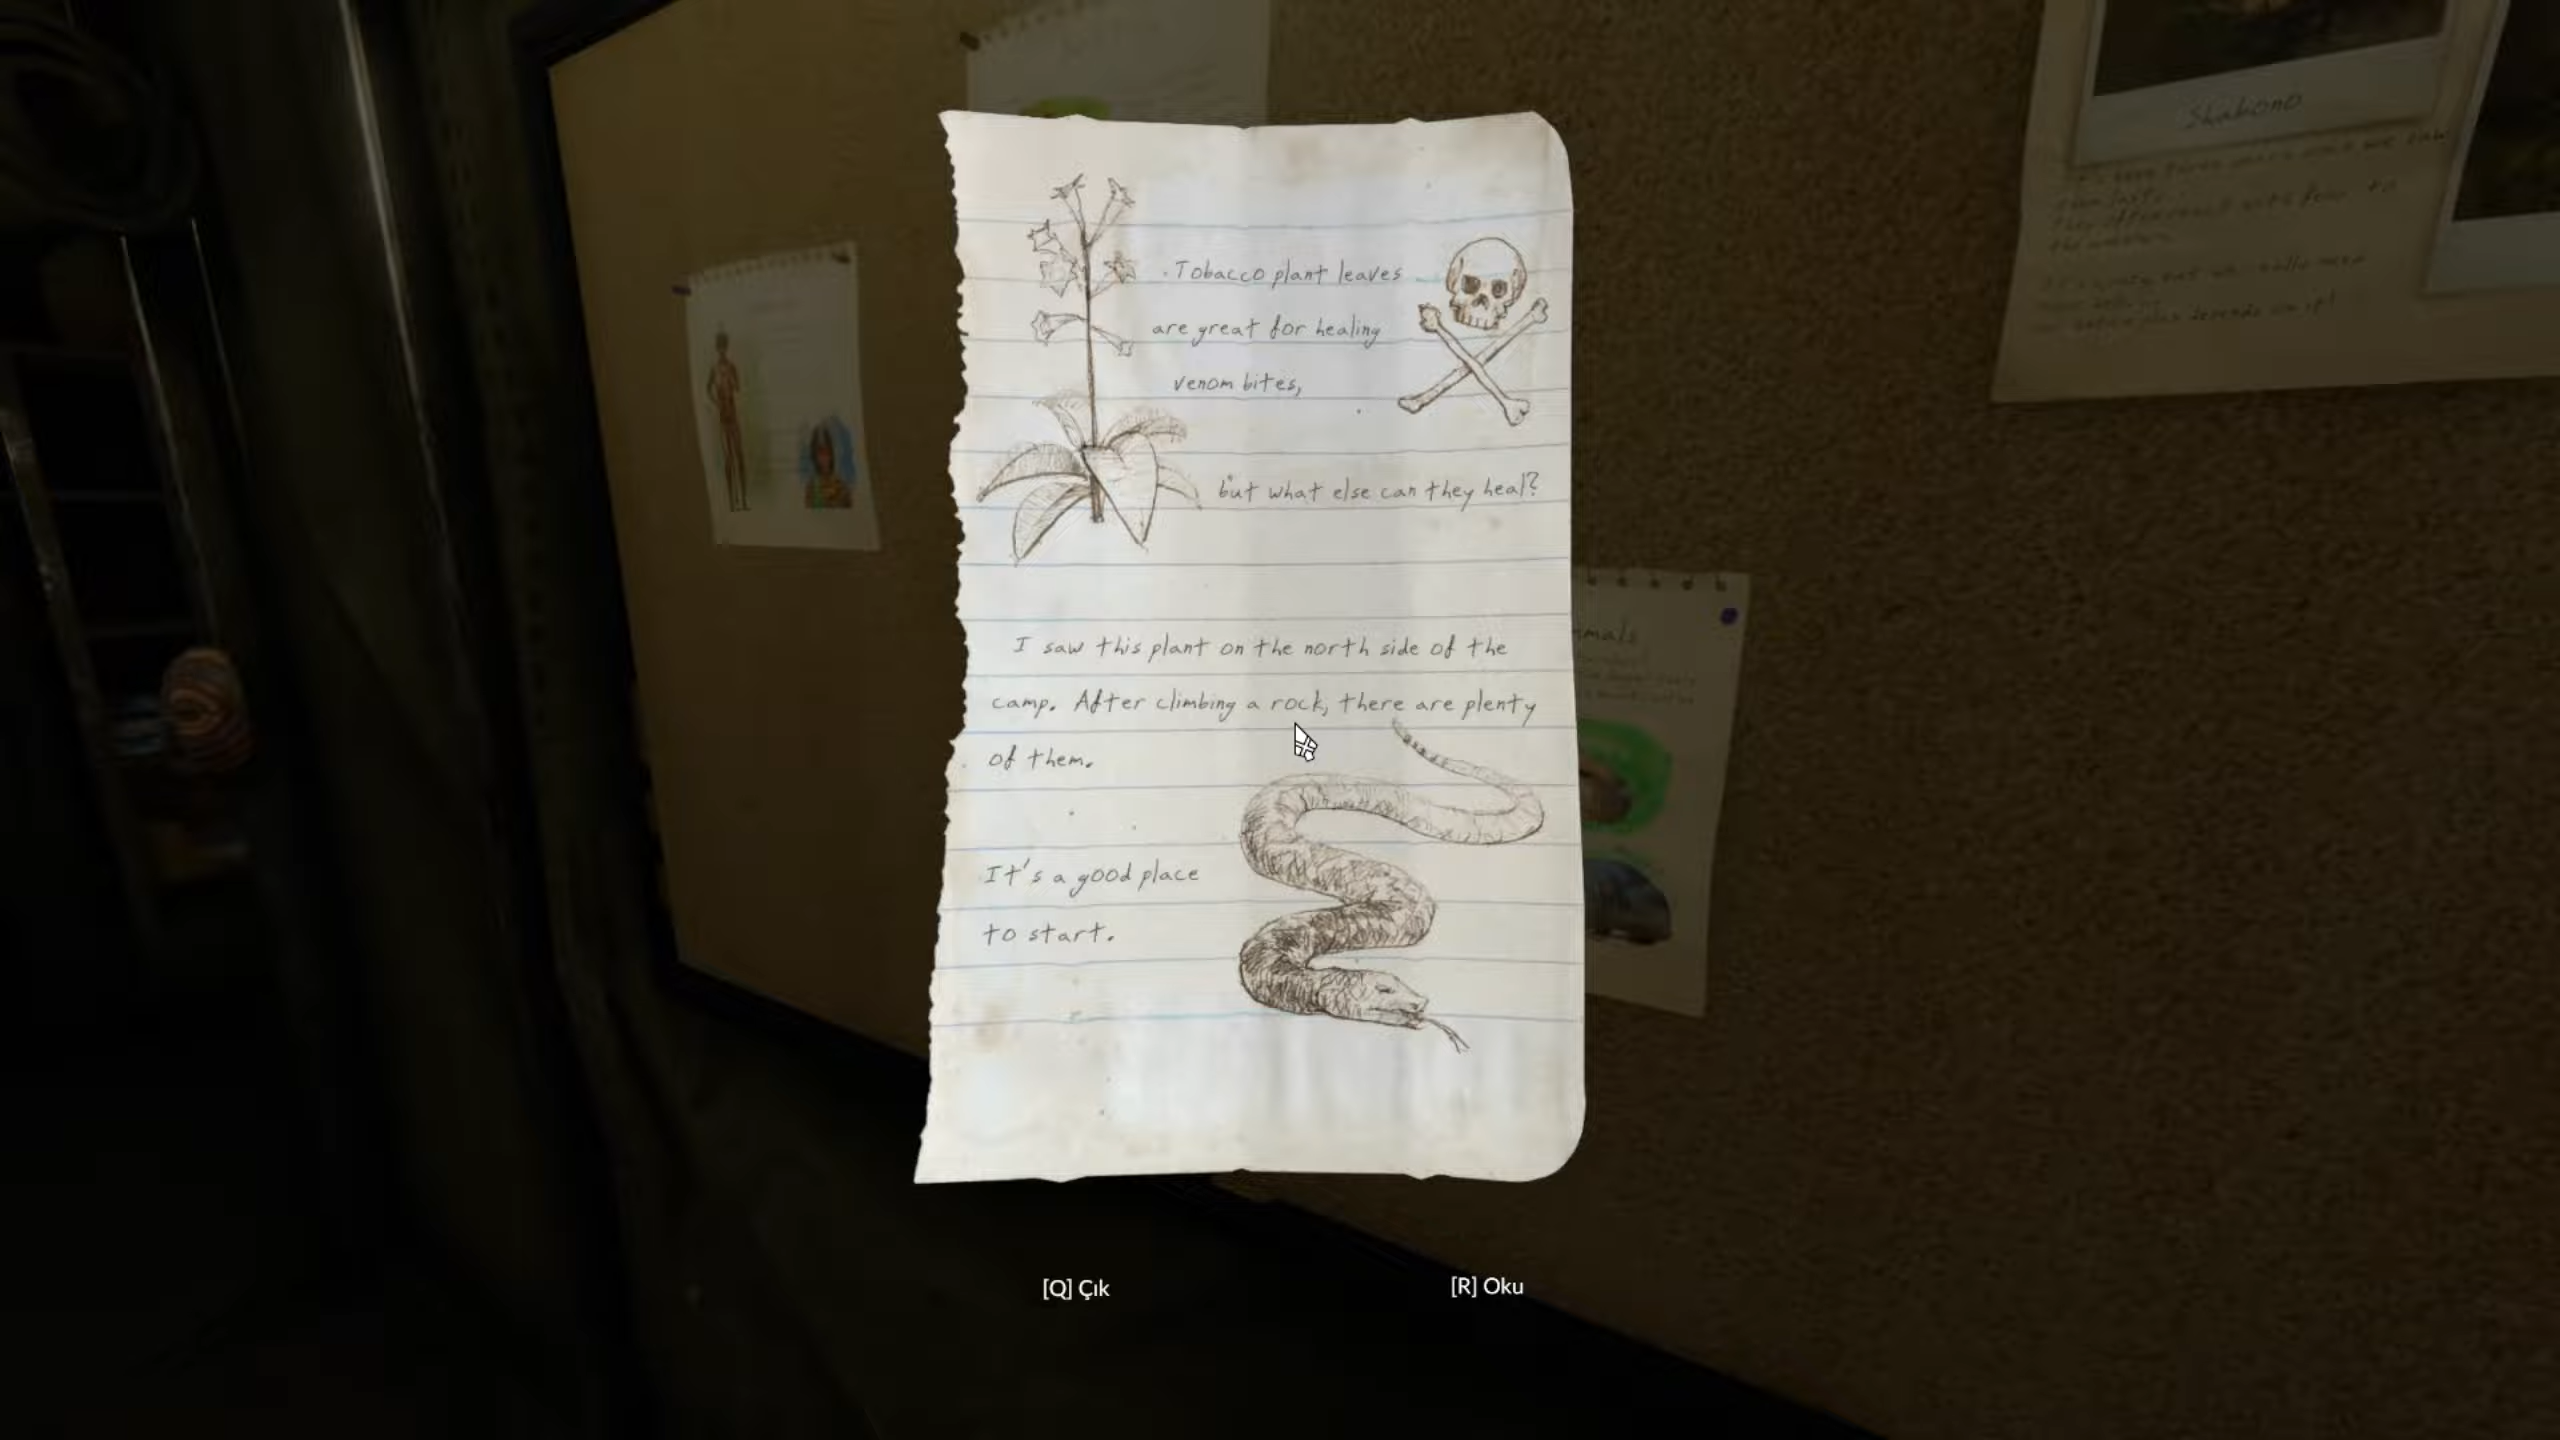 Shabono
Tobacco plant leaves
are great for healing
venom bites,
but what else can they heal?
I saw this plant on the north side of the
camp. After climbing a rock, there are plenty
of them.
It's a good place
to start.
[Q] Çık
[R] Oku